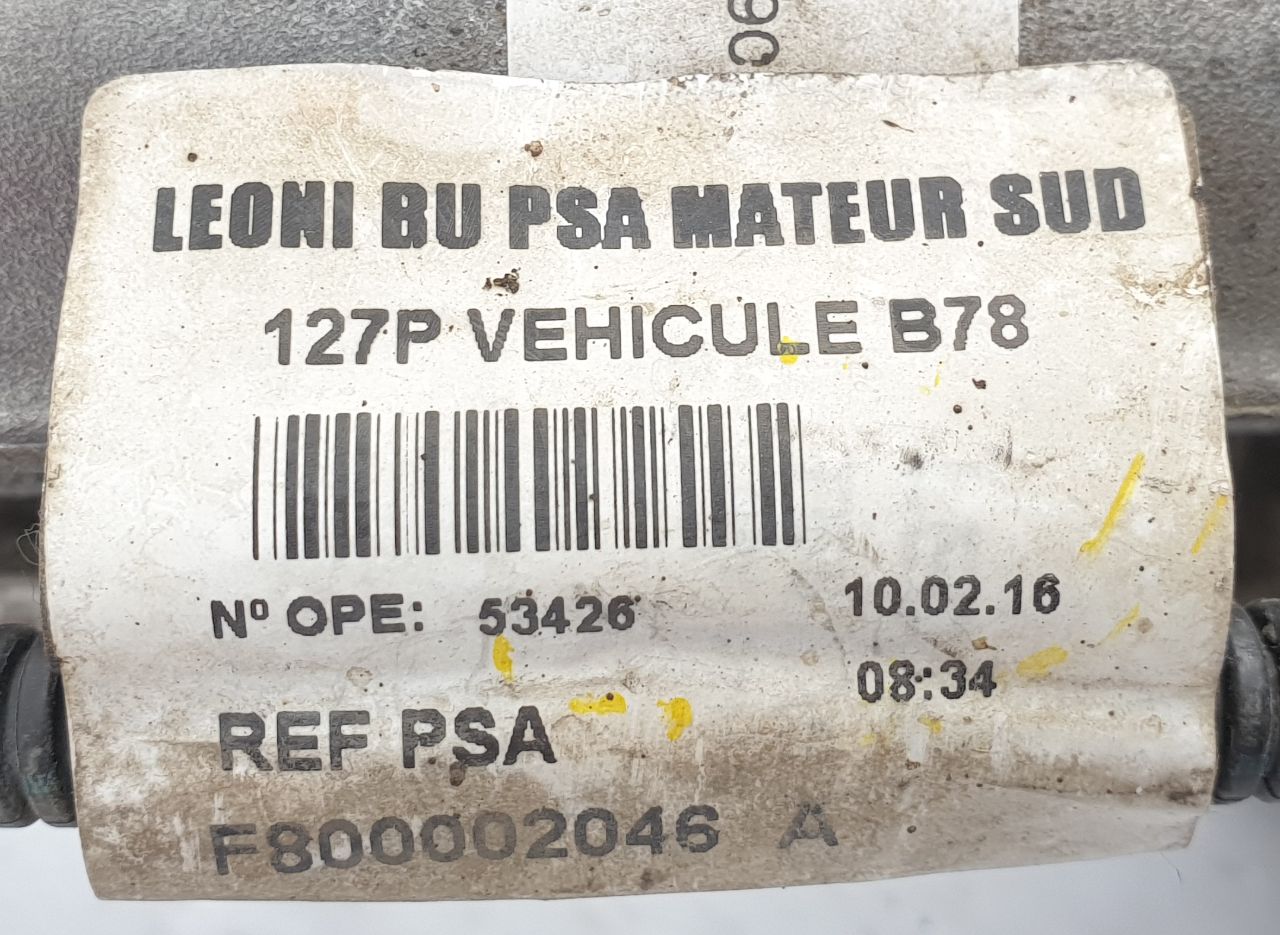 LEONI BU PSA MATEUR SUD
127P VEHICULE B78
Nº OPE: 53426 10.02.16
08:34
REF PSA
F800002046 A